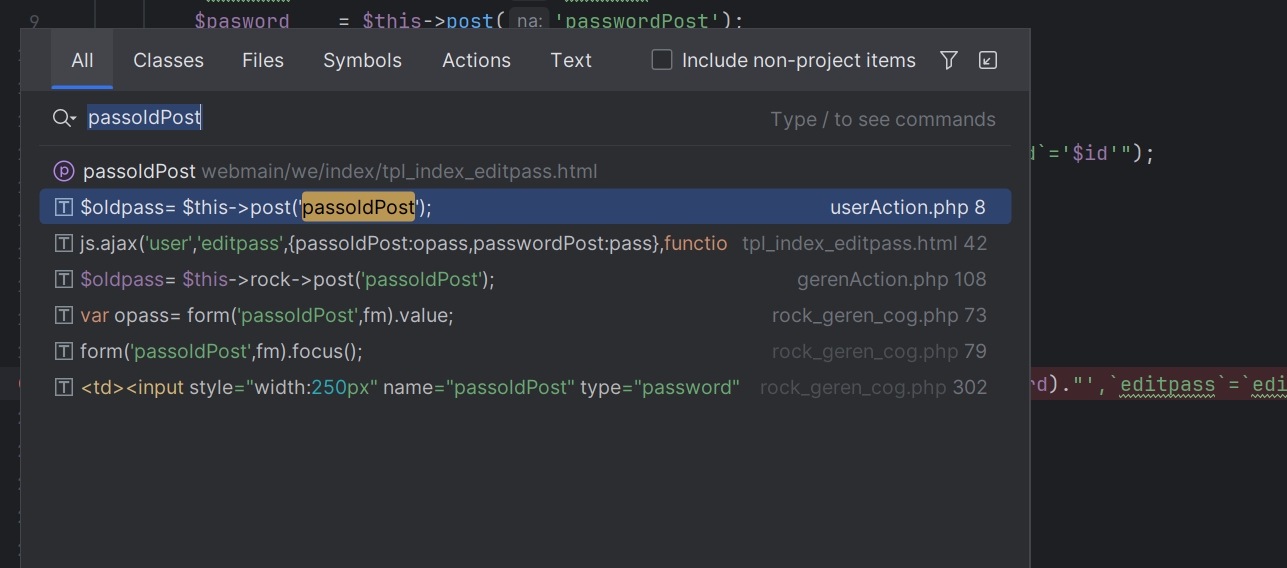 9 $pasword = $this->post( na: 'passwordPost');
All Classes Files Symbols Actions Text Include non-project items
passoldPost Type / to see commands
`='$id'");
passoldPost webmain/we/index/tpl_index_editpass.html
$oldpass= $this->post('passoldPost'); userAction.php 8
js.ajax('user','editpass',{passoldPost:opass,passwordPost:pass},functio tpl_index_editpass.html 42
$oldpass= $this->rock->post('passoldPost'); gerenAction.php 108
var opass= form('passoldPost',fm).value; rock_geren_cog.php 73
form('passoldPost',fm).focus(); rock_geren_cog.php 79
<td><input style="width:250px" name="passoldPost" type="password" rock_geren_cog.php 302
rd)."',`editpass`=`edi